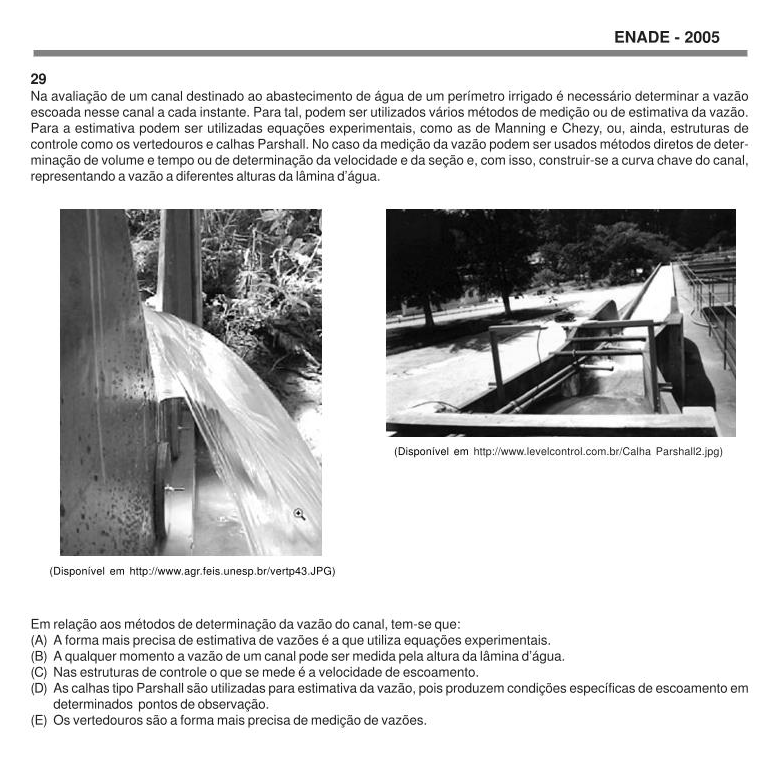 ENADE - 2005
29
Na avaliação de um canal destinado ao abastecimento de água de um perímetro irrigado é necessário determinar a vazão
escoada nesse canal a cada instante. Para tal, podem ser utilizados vários métodos de medição ou de estimativa da vazão.
Para a estimativa podem ser utilizadas equações experimentais, como as de Manning e Chezy, ou, ainda, estruturas de
controle como os vertedouros e calhas Parshall. No caso da medição da vazão podem ser usados métodos diretos de deter-
minação de volume e tempo ou de determinação da velocidade e da seção e, com isso, construir-se a curva chave do canal,
representando a vazão a diferentes alturas da lâmina d'água.
(Disponível em http://www.levelcontrol.com.br/Calha Parshall2.jpg)
(Disponível em http://www.agr.feis.unesp.br/vertp43.JPG)
Em relação aos métodos de determinação da vazão do canal, tem-se que:
(A) A forma mais precisa de estimativa de vazões é a que utiliza equações experimentais.
(B) A qualquer momento a vazão de um canal pode ser medida pela altura da lâmina d'água.
(C) Nas estruturas de controle o que se mede é a velocidade de escoamento.
(D) As calhas tipo Parshall são utilizadas para estimativa da vazão, pois produzem condições específicas de escoamento em
determinados pontos de observação.
(E) Os vertedouros são a forma mais precisa de medição de vazões.